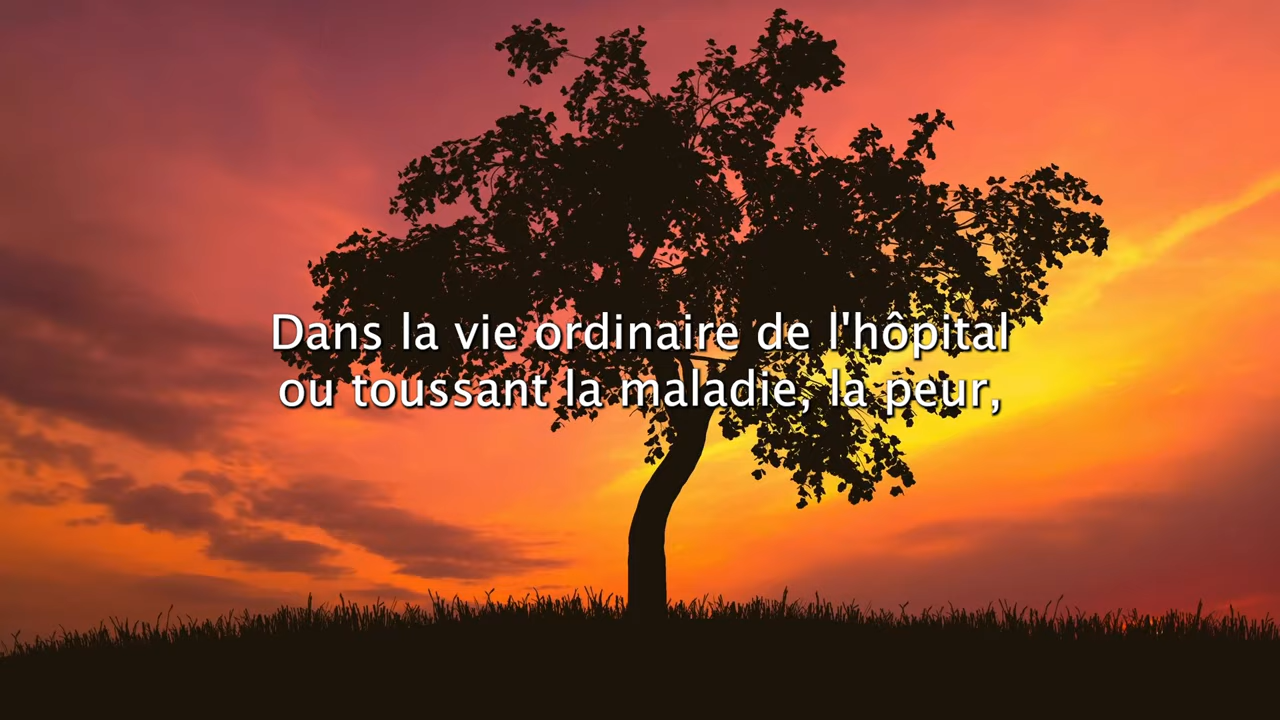 Dans la vie ordinaire de l'hôpital
ou toussant la maladie, la peur,